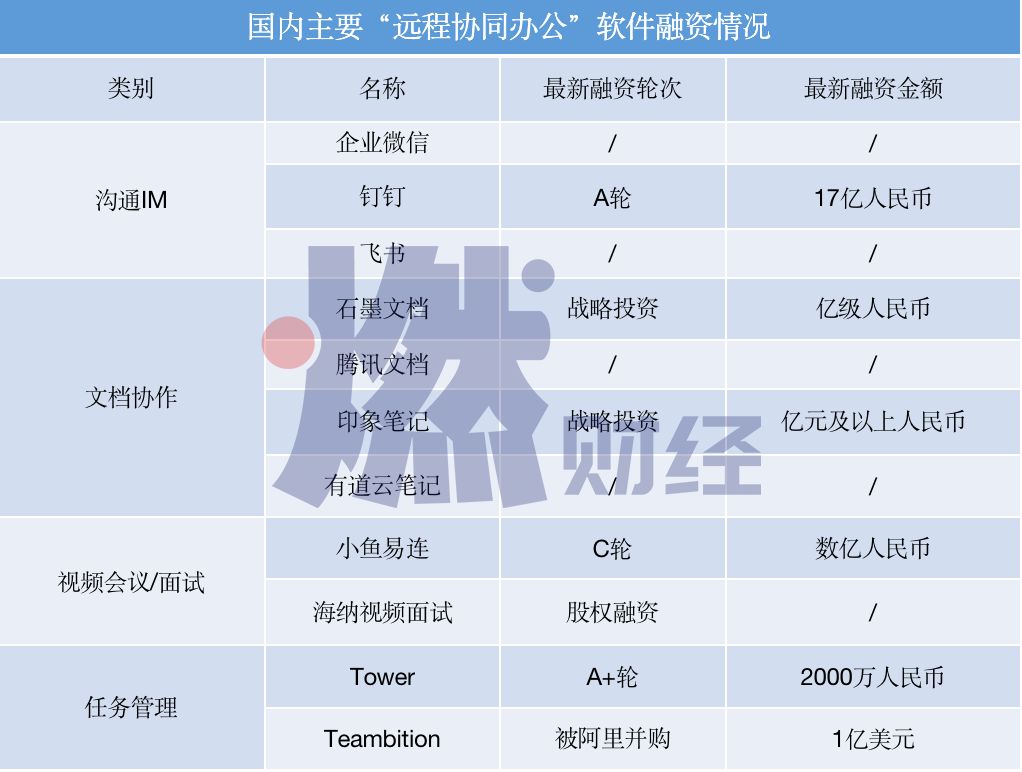 国内主要“远程协同办公”软件融资情况
类别 名称 最新融资轮次 最新融资金额
沟通IM
企业微信 / /
钉钉 A轮 17亿人民币
飞书 / /
文档协作
石墨文档 战略投资 亿级人民币
腾讯文档 / /
印象笔记 战略投资 亿元及以上人民币
有道云笔记 / /
视频会议/面试
小鱼易连 C轮 数亿人民币
海纳视频面试 股权融资 /
任务管理
Tower A+轮 2000万人民币
Teambition 被阿里并购 1亿美元
燃财经